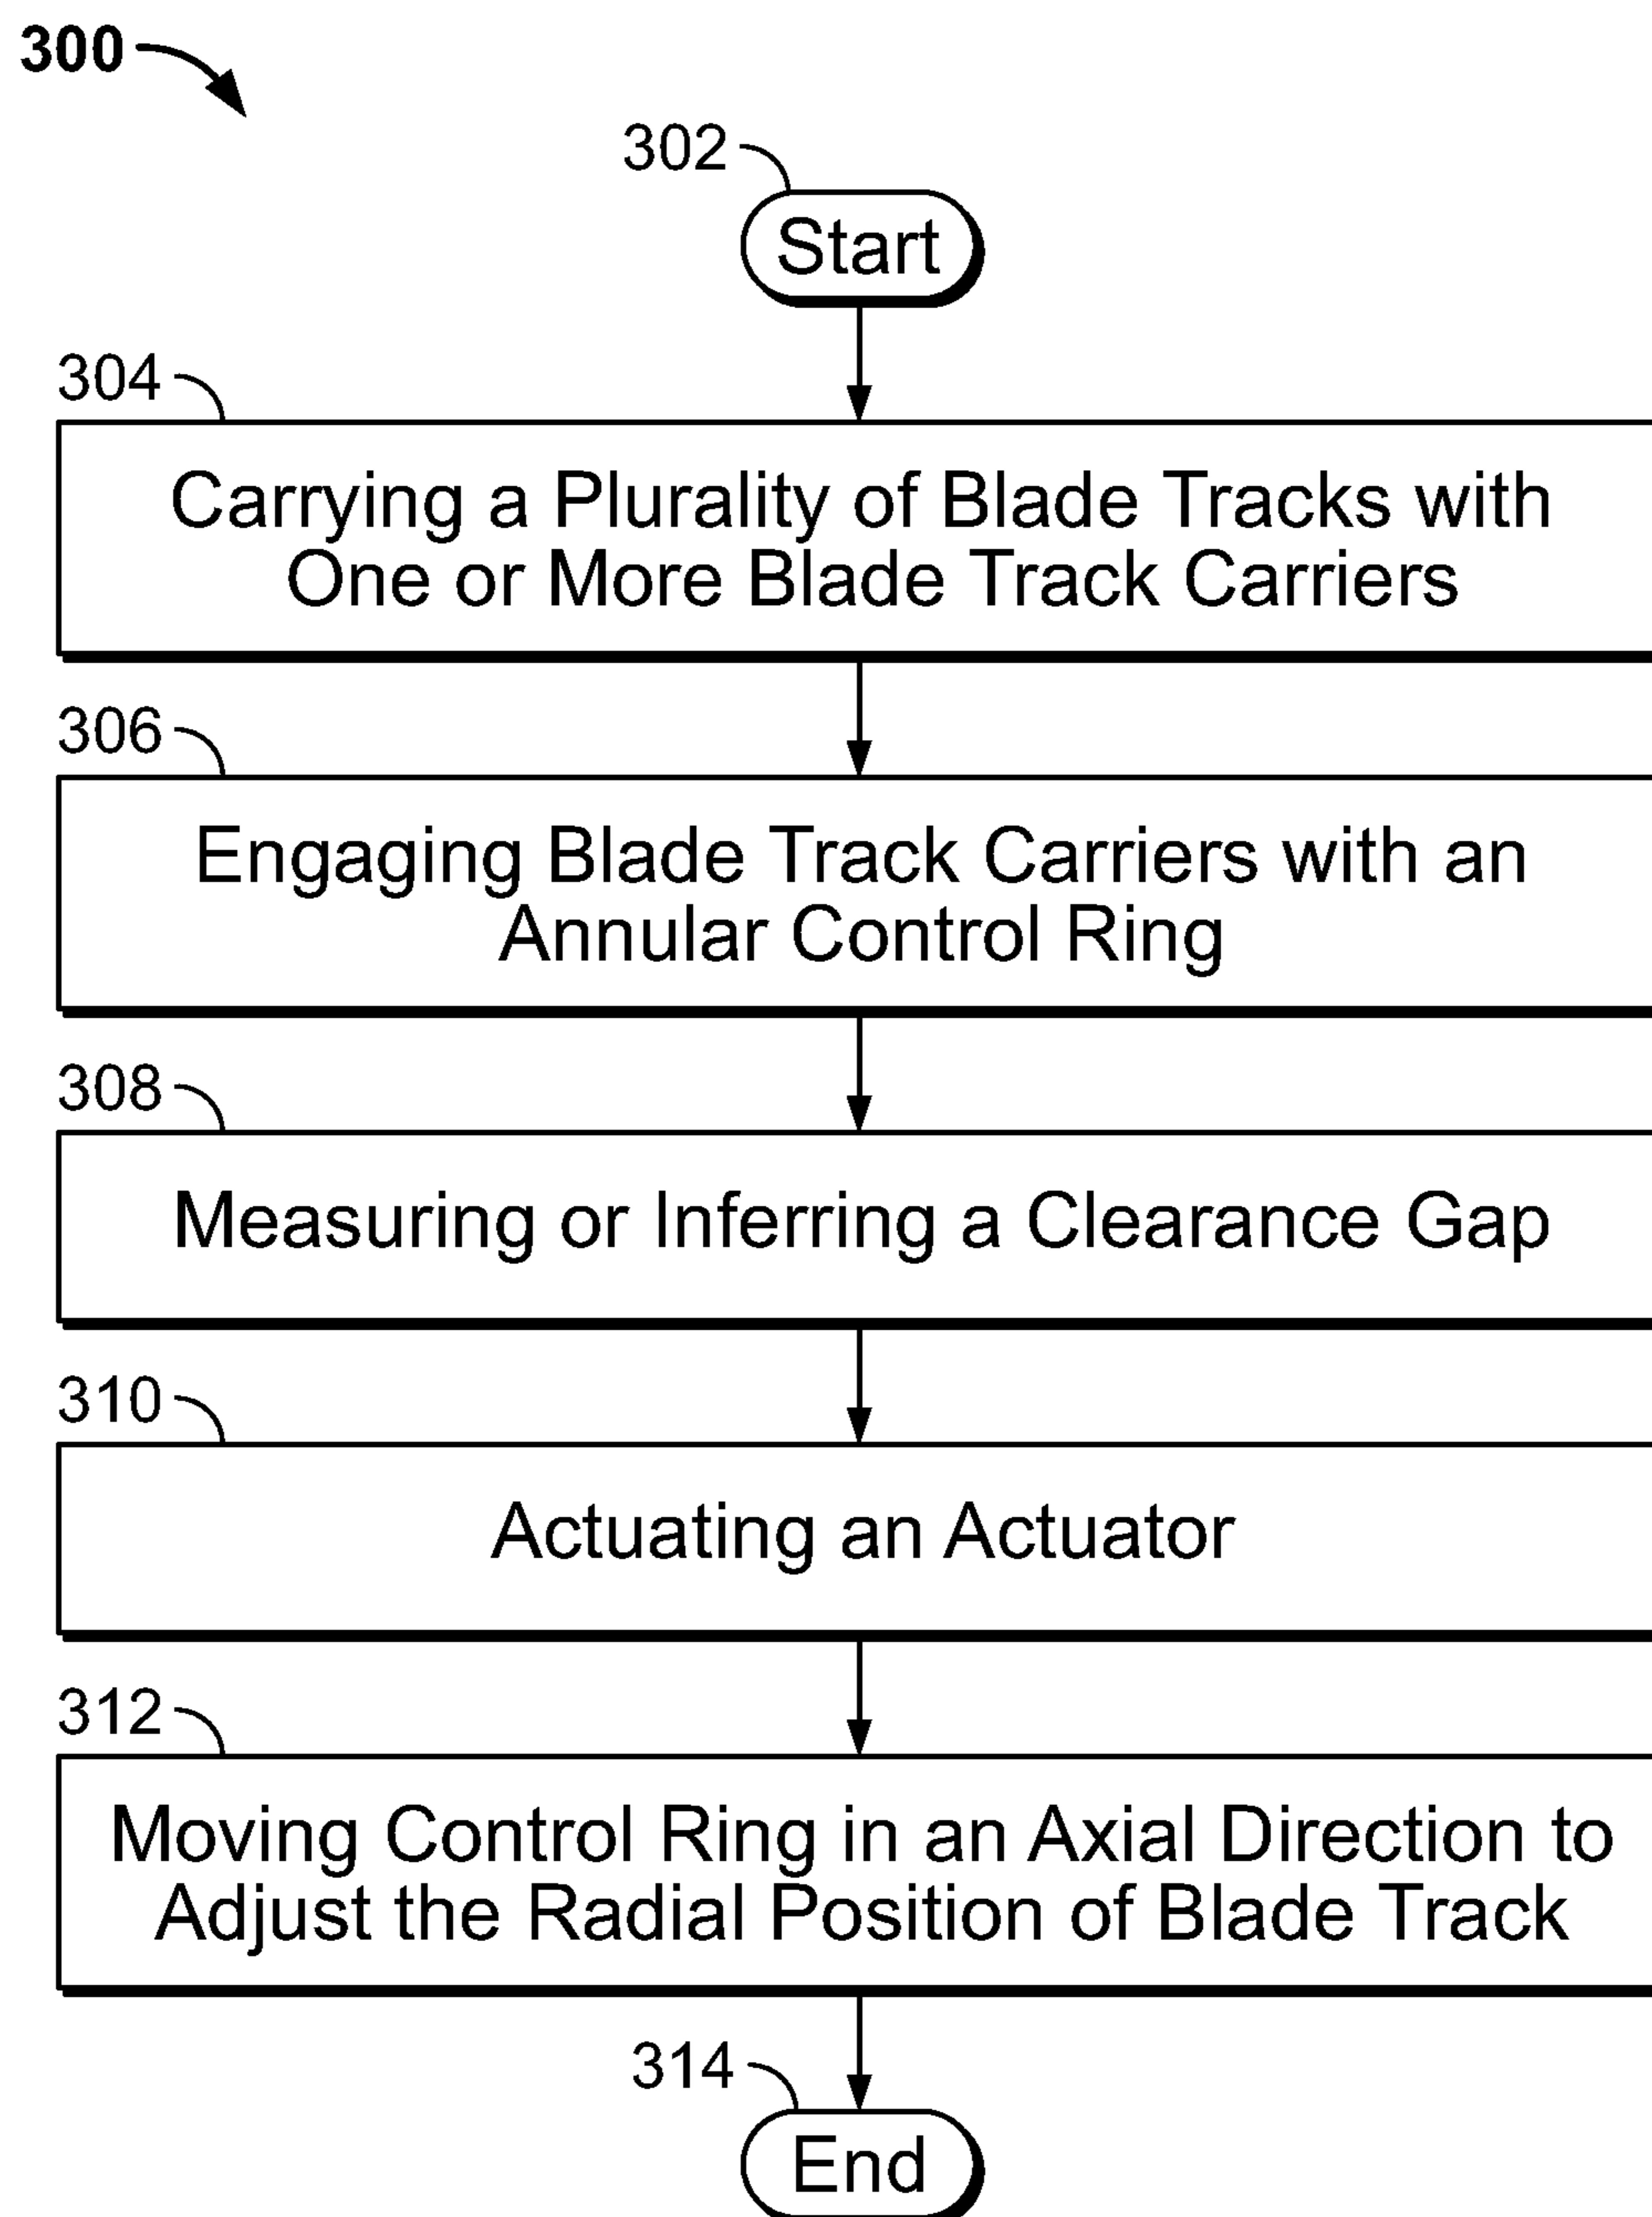 300
302
Start
304
Carrying a Plurality of Blade Tracks with
One or More Blade Track Carriers
306
Engaging Blade Track Carriers with an
Annular Control Ring
308
Measuring or Inferring a Clearance Gap
310
Actuating an Actuator
312
Moving Control Ring in an Axial Direction to
Adjust the Radial Position of Blade Track
314
End